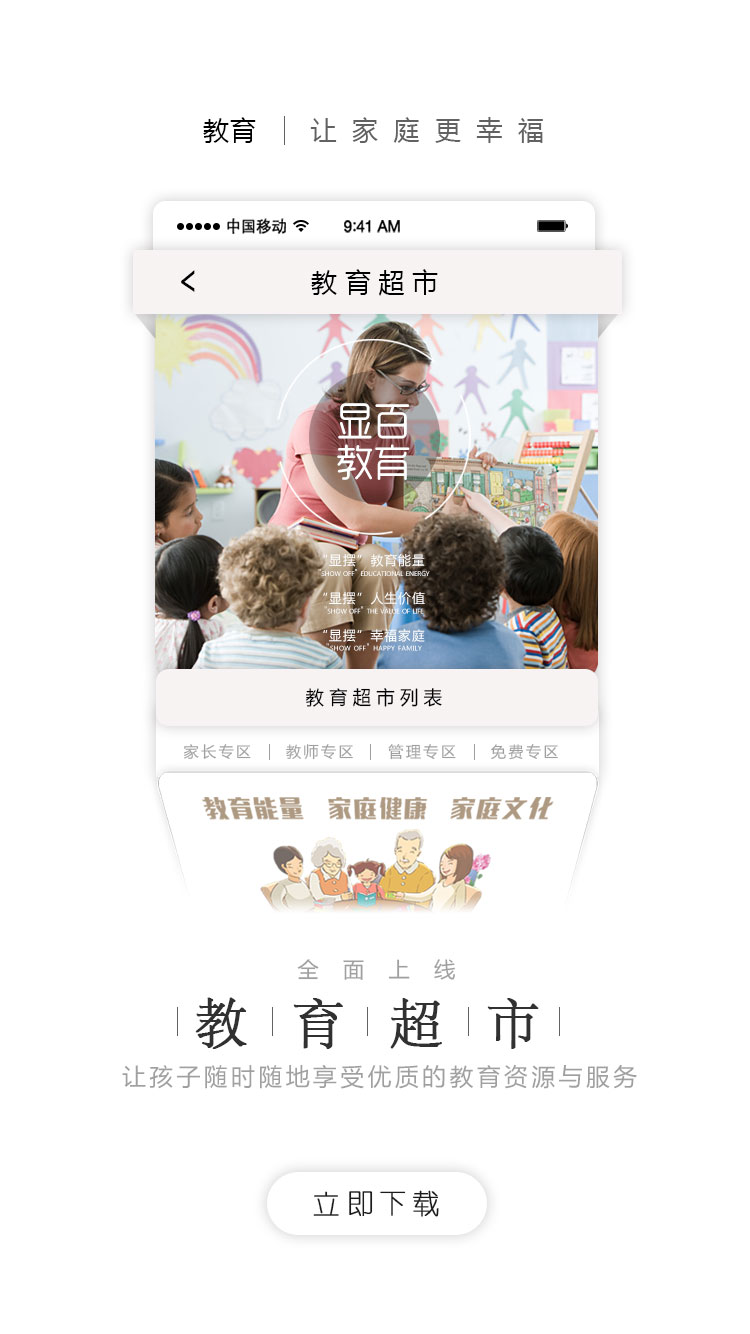 教育 | 让家庭更幸福
中国移动 9:41 AM
< 教育超市
显百
教育
“显摆”教育能量
"SHOW OFF" EDUCATIONAL ENERGY
“显摆”人生价值
"SHOW OFF" THE VALUE OF LIFE
“显摆”幸福家庭
"SHOW OFF" HAPPY FAMILY
教育超市列表
家长专区 | 教师专区 | 管理专区 | 免费专区
教育能量 家庭健康 家庭文化
全面上线
教 | 育 | 超 | 市
让孩子随时随地享受优质的教育资源与服务
立即下载